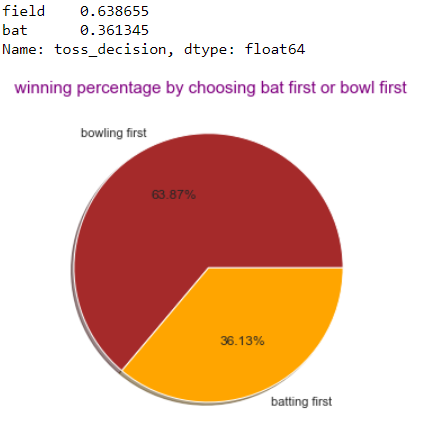 field    0.638655
bat      0.361345
Name: toss_decision, dtype: float64
winning percentage by choosing bat first or bowl first
bowling first
63.87%
36.13%
batting first